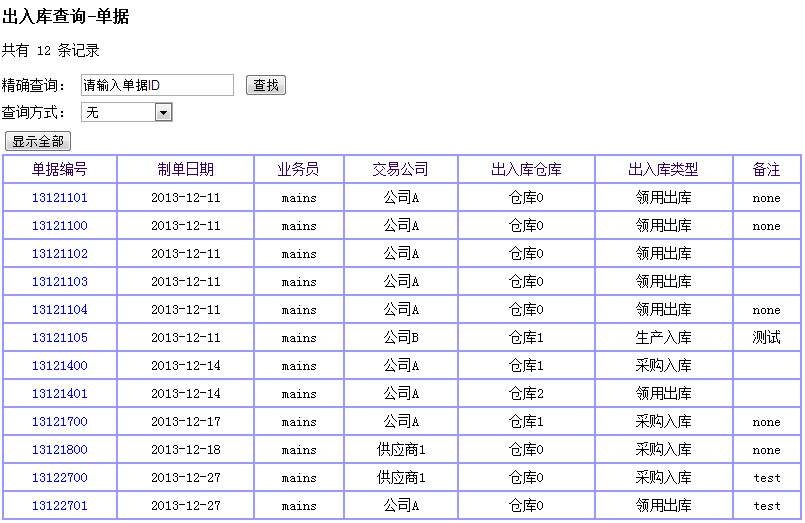 出入库查询-单据
共有 12 条记录
精确查询： 请输入单据ID 查找
查询方式： 无
显示全部
单据编号 制单日期 业务员 交易公司 出入库仓库 出入库类型 备注
13121101 2013-12-11 mains 公司A 仓库0 领用出库 none
13121100 2013-12-11 mains 公司A 仓库0 领用出库 none
13121102 2013-12-11 mains 公司A 仓库0 领用出库
13121103 2013-12-11 mains 公司A 仓库0 领用出库
13121104 2013-12-11 mains 公司A 仓库0 领用出库 none
13121105 2013-12-11 mains 公司B 仓库1 生产入库 测试
13121400 2013-12-14 mains 公司A 仓库1 采购入库
13121401 2013-12-14 mains 公司A 仓库2 领用出库
13121700 2013-12-17 mains 公司A 仓库1 采购入库 none
13121800 2013-12-18 mains 供应商1 仓库0 采购入库 none
13122700 2013-12-27 mains 供应商1 仓库0 采购入库 test
13122701 2013-12-27 mains 公司A 仓库0 领用出库 test